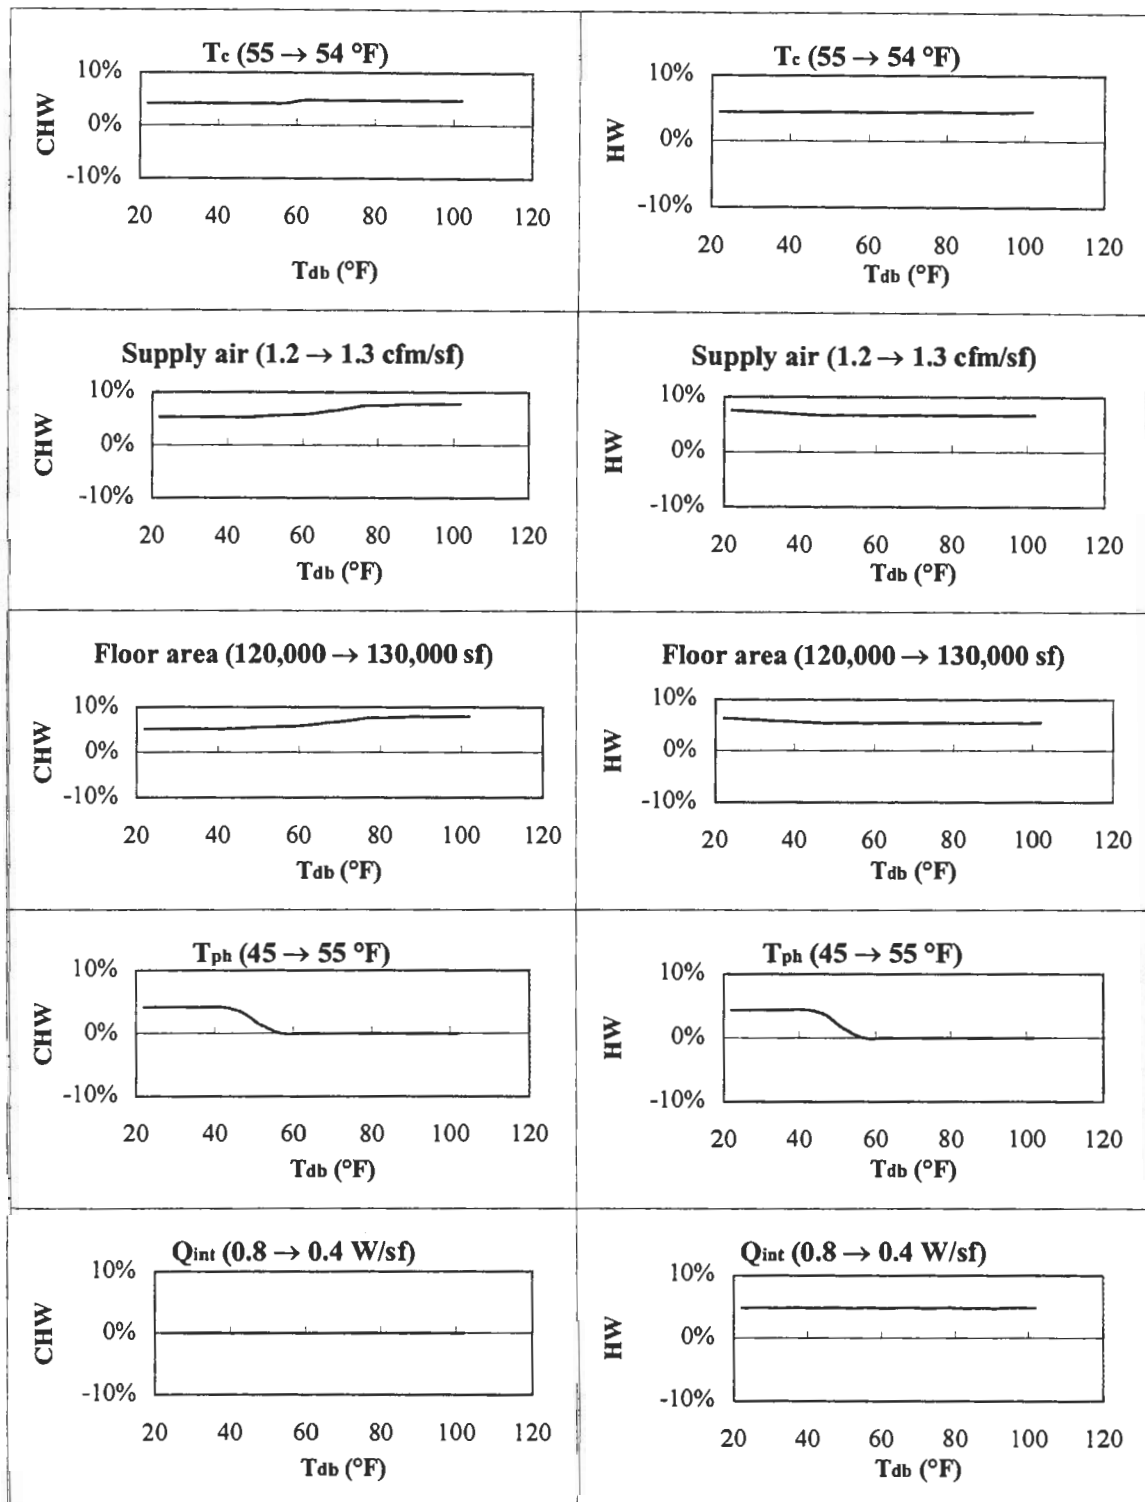 Tc (55 → 54 °F)
CHW
10%
0%
-10%
20 40 60 80 100 120
Tdb (°F)
Tc (55 → 54 °F)
HW
10%
0%
-10%
20 40 60 80 100 120
Tdb (°F)
Supply air (1.2 → 1.3 cfm/sf)
CHW
10%
0%
-10%
20 40 60 80 100 120
Tdb (°F)
Supply air (1.2 → 1.3 cfm/sf)
HW
10%
0%
-10%
20 40 60 80 100 120
Tdb (°F)
Floor area (120,000 → 130,000 sf)
CHW
10%
0%
-10%
20 40 60 80 100 120
Tdb (°F)
Floor area (120,000 → 130,000 sf)
HW
10%
0%
-10%
20 40 60 80 100 120
Tdb (°F)
Tph (45 → 55 °F)
CHW
10%
0%
-10%
20 40 60 80 100 120
Tdb (°F)
Tph (45 → 55 °F)
HW
10%
0%
-10%
20 40 60 80 100 120
Tdb (°F)
Qint (0.8 → 0.4 W/sf)
CHW
10%
0%
-10%
20 40 60 80 100 120
Tdb (°F)
Qint (0.8 → 0.4 W/sf)
HW
10%
0%
-10%
20 40 60 80 100 120
Tdb (°F)